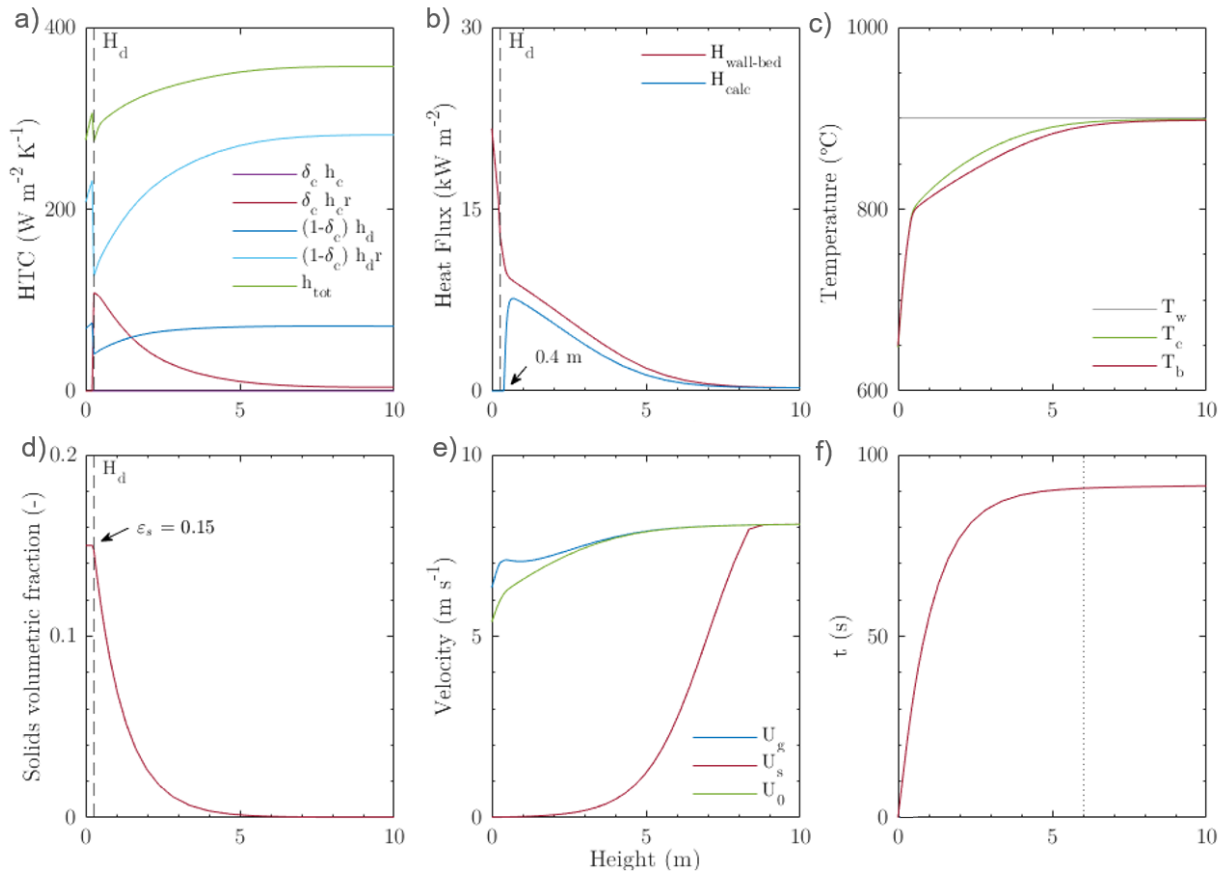 a)
400
300
200
100
0
0
5
10
HTC (W m⁻² K⁻¹)
H_d
δ_c h_c
δ_c h_c r
(1-δ_c) h_d
(1-δ_c) h_d r
h_tot
b)
30
15
0
0
5
10
Heat Flux (kW m⁻²)
H_d
H_wall-bed
H_calc
0.4 m
c)
1000
800
600
0
5
10
Temperature (°C)
T_w
T_c
T_b
d)
0.2
0.1
0
0
5
10
Solids volumetric fraction (-)
H_d
ε_s = 0.15
e)
10
5
0
0
5
10
Velocity (m s⁻¹)
U_g
U_s
U_0
Height (m)
f)
100
50
0
0
5
10
t (s)